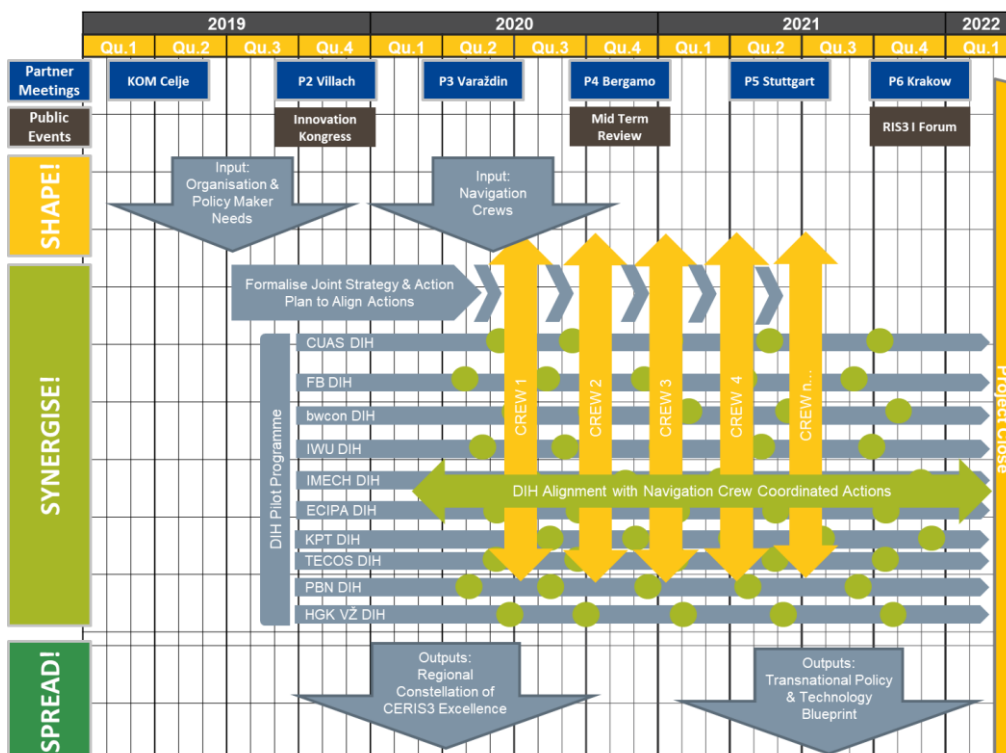 2019 2020 2021 2022
Qu.1 Qu.2 Qu.3 Qu.4 Qu.1 Qu.2 Qu.3 Qu.4 Qu.1 Qu.2 Qu.3 Qu.4 Qu.1
Partner
Meetings
KOM Celje
P2 Villach
P3 Varaždin
P4 Bergamo
P5 Stuttgart
P6 Krakow
Public
Events
Innovation
Kongress
Mid Term
Review
RIS3 I Forum
SHAPE!
Input:
Organisation &
Policy Maker
Needs
Input:
Navigation
Crews
SYNERGISE!
Formalise Joint Strategy & Action
Plan to Align Actions
DIH Pilot Programme
CUAS DIH
FB DIH
bwcon DIH
IWU DIH
IMECH DIH
ECIPA DIH
KPT DIH
TECOS DIH
PBN DIH
HGK VŽ DIH
CREW 1
CREW 2
CREW 3
CREW 4
CREW n...
DIH Alignment with Navigation Crew Coordinated Actions
Project Close
SPREAD!
Outputs:
Regional
Constellation of
CERIS3 Excellence
Outputs:
Transnational Policy
& Technology
Blueprint